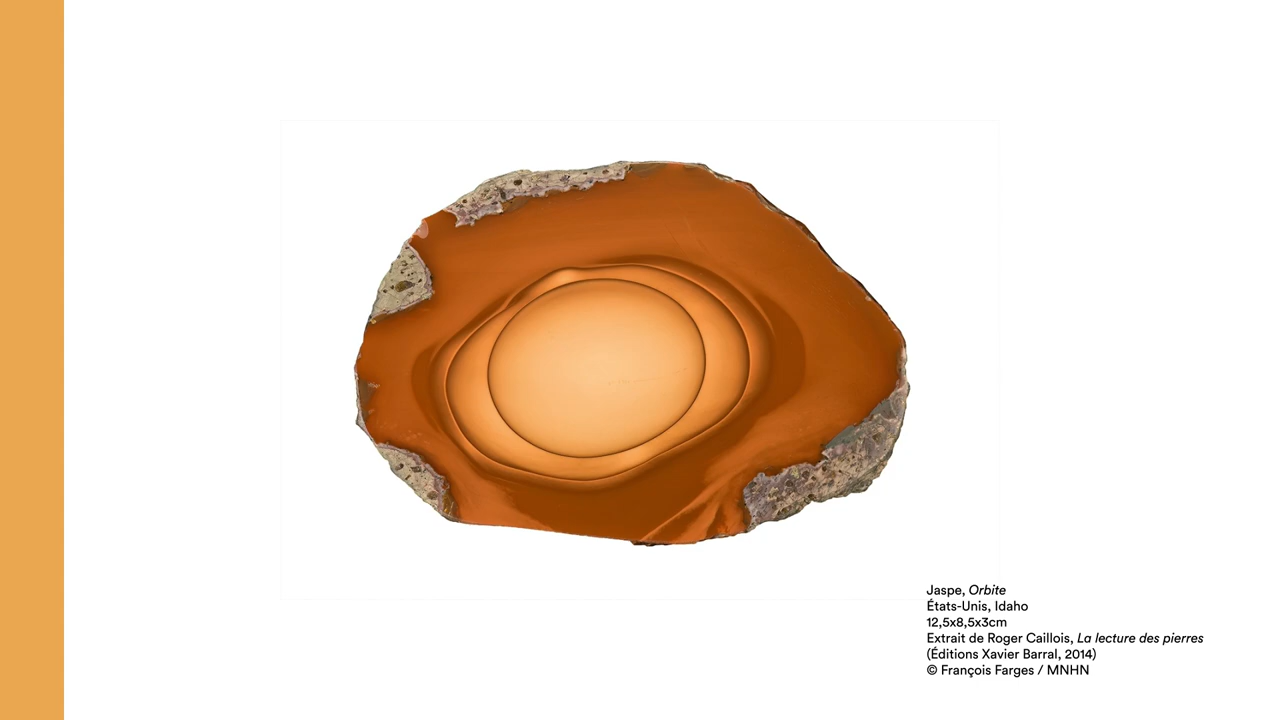 Jaspe, Orbite
États-Unis, Idaho
12,5x8,5x3cm
Extrait de Roger Caillois, La lecture des pierres
(Éditions Xavier Barral, 2014)
© François Farges / MNHN